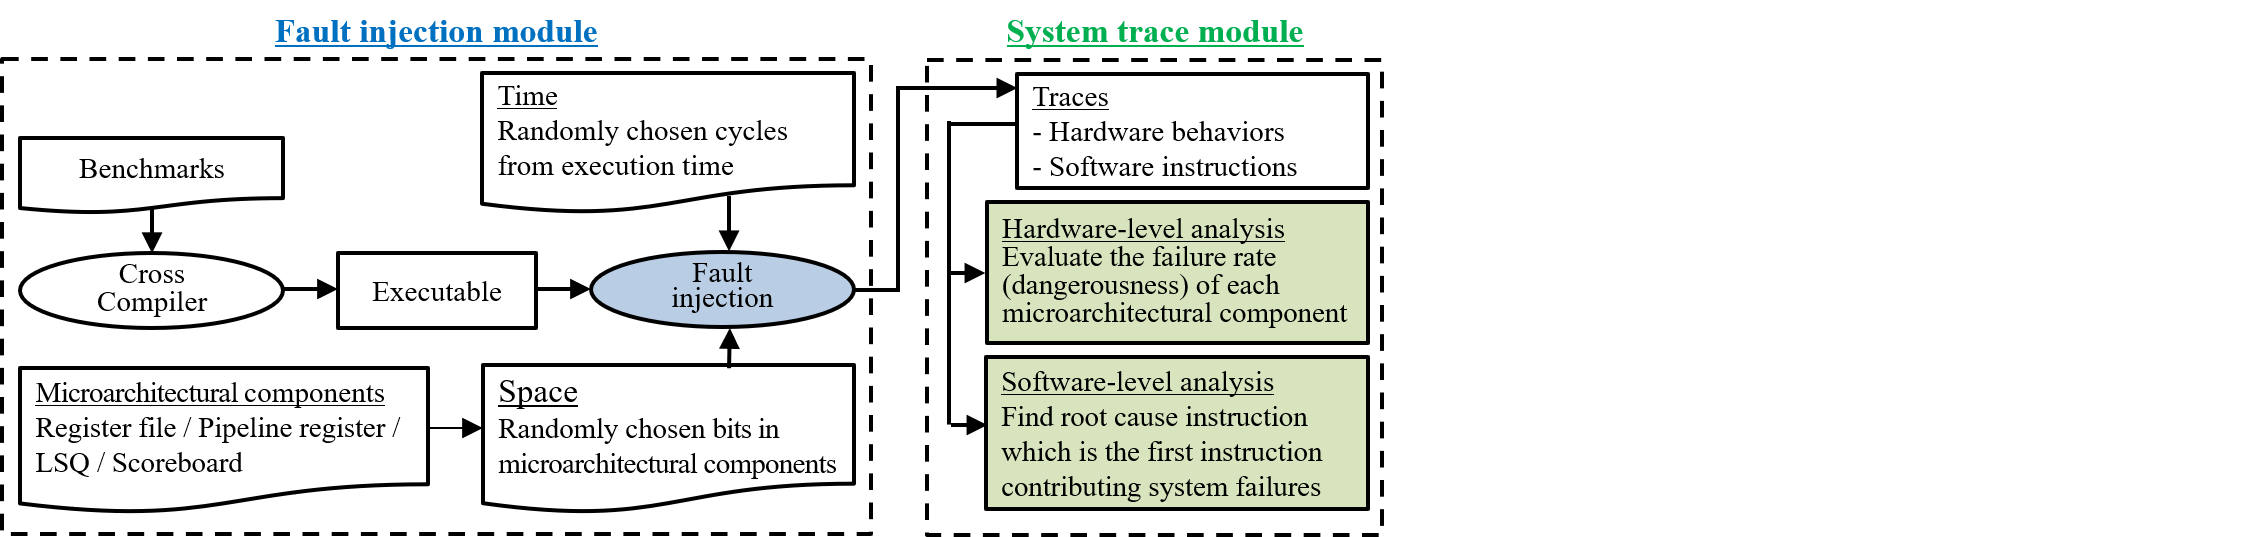 Fault injection module
System trace module
Time
Randomly chosen cycles
from execution time
Benchmarks
Cross
Compiler
Executable
Fault
injection
Microarchitectural components
Register file / Pipeline register /
LSQ / Scoreboard
Space
Randomly chosen bits in
microarchitectural components
Traces
- Hardware behaviors
- Software instructions
Hardware-level analysis
Evaluate the failure rate
(dangerousness) of each
microarchitectural component
Software-level analysis
Find root cause instruction
which is the first instruction
contributing system failures